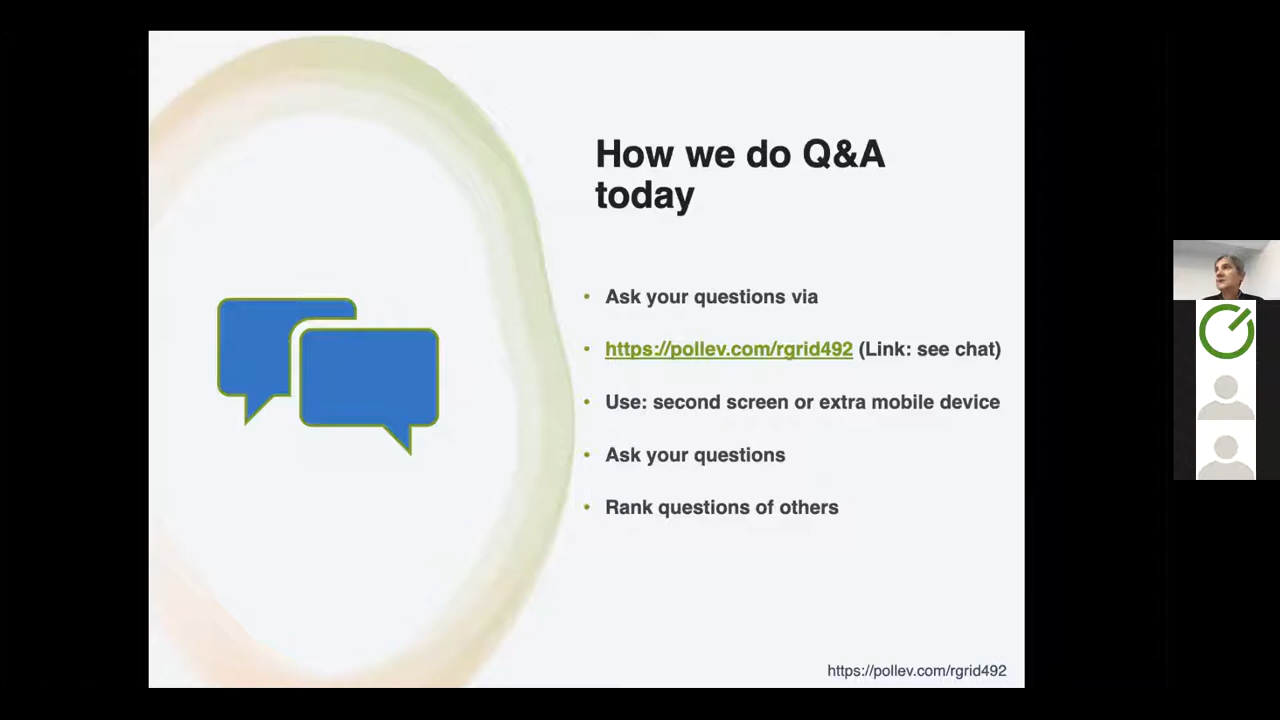 How we do Q&A
today
• Ask your questions via
• https://pollev.com/rgrid492 (Link: see chat)
• Use: second screen or extra mobile device
• Ask your questions
• Rank questions of others
https://pollev.com/rgrid492